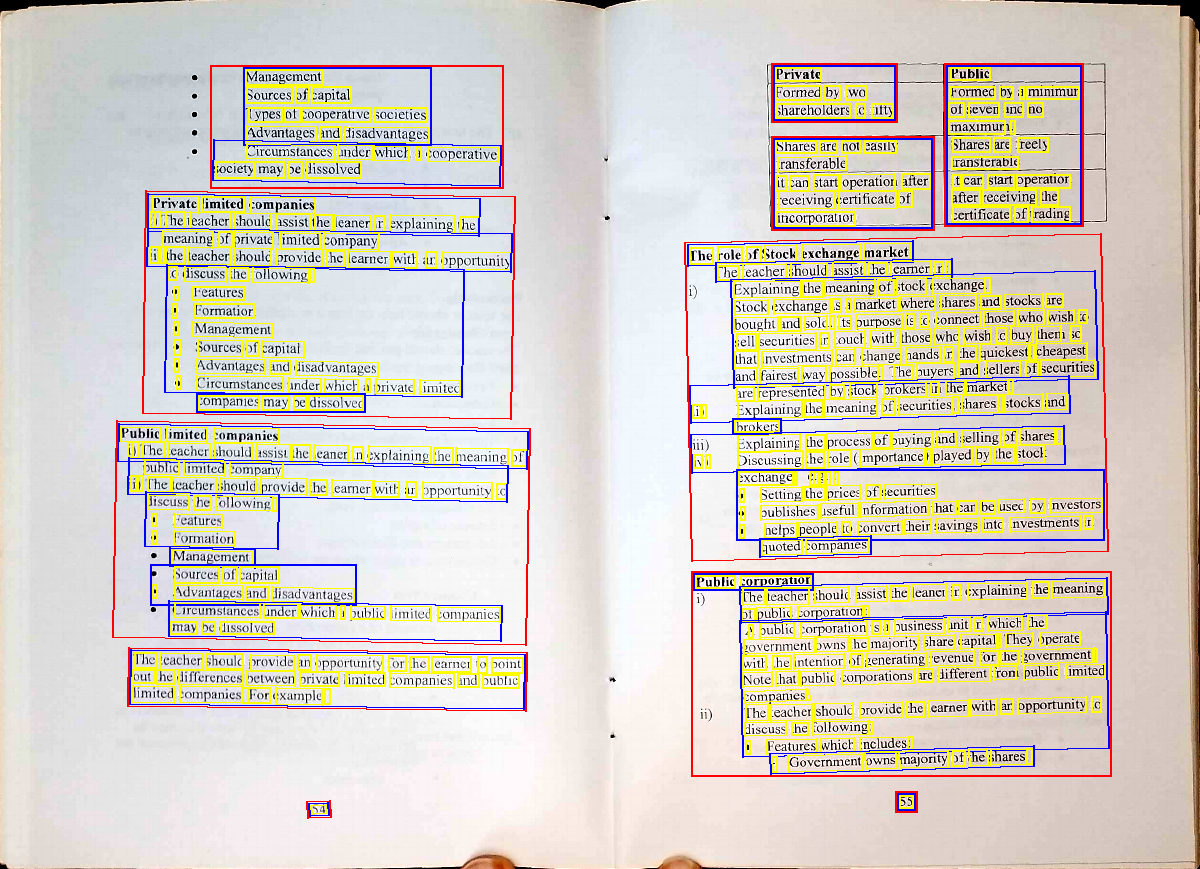 • Management
• Sources of capital
• Types of cooperative societies
• Advantages and disadvantages
• Circumstances under which a cooperative
society may be dissolved
Private limited companies
i) The teacher should assist the leaner in explaining the
meaning of private limited company
ii) the teacher should provide the learner with an opportunity
to discuss the following
• Features
• Formation
• Management
• Sources of capital
• Advantages and disadvantages
• Circumstances under which a private limited
companies may be dissolved
Public limited companies
i) The teacher should assist the leaner in explaining the meaning of
public limited company
ii) The teacher should provide the learner with an opportunity to
discuss the following
• Features
• Formation
• Management
• Sources of capital
• Advantages and disadvantages
• Circumstances under which a public limited companies
may be dissolved
The teacher should provide an opportunity for the learner to point
out the differences between private limited companies and public
limited companies. For example
54
Private Public
Formed by two shareholders to fifty
Formed by a minimum of seven and no maximum.
Shares are not easily transferable
Shares are freely transferable
it can start operation after receiving certificate of incorporation
it can start operation after receiving the certificate of trading
The role of Stock exchange market
The teacher should assist the learner in:
i) Explaining the meaning of stock exchange.
Stock exchange is a market where shares and stocks are
bought and sold. Its purpose is to connect those who wish to
sell securities in touch with those who wish to buy them so
that investments can change hands in the quickest, cheapest
and fairest way possible. The buyers and sellers of securities
are represented by stock brokers in the market
ii) Explaining the meaning of securities, shares stocks and
brokers
iii) Explaining the process of buying and selling of shares
iv) Discussing the role (importance) played by the stock
exchange
• Setting the prices of securities
• publishes useful information that can be used by investors
• helps people to convert their savings into investments in
quoted companies
Public corporation
i) The teacher should assist the leaner in explaining the meaning
of public corporation:
A public corporation is a business unit in which the
government owns the majority share capital. They operate
with the intention of generating revenue for the government
Note that public corporations are different from public limited
companies
ii) The teacher should provide the learner with an opportunity to
discuss the following:
• Features which includes:
- Government owns majority of the shares
55